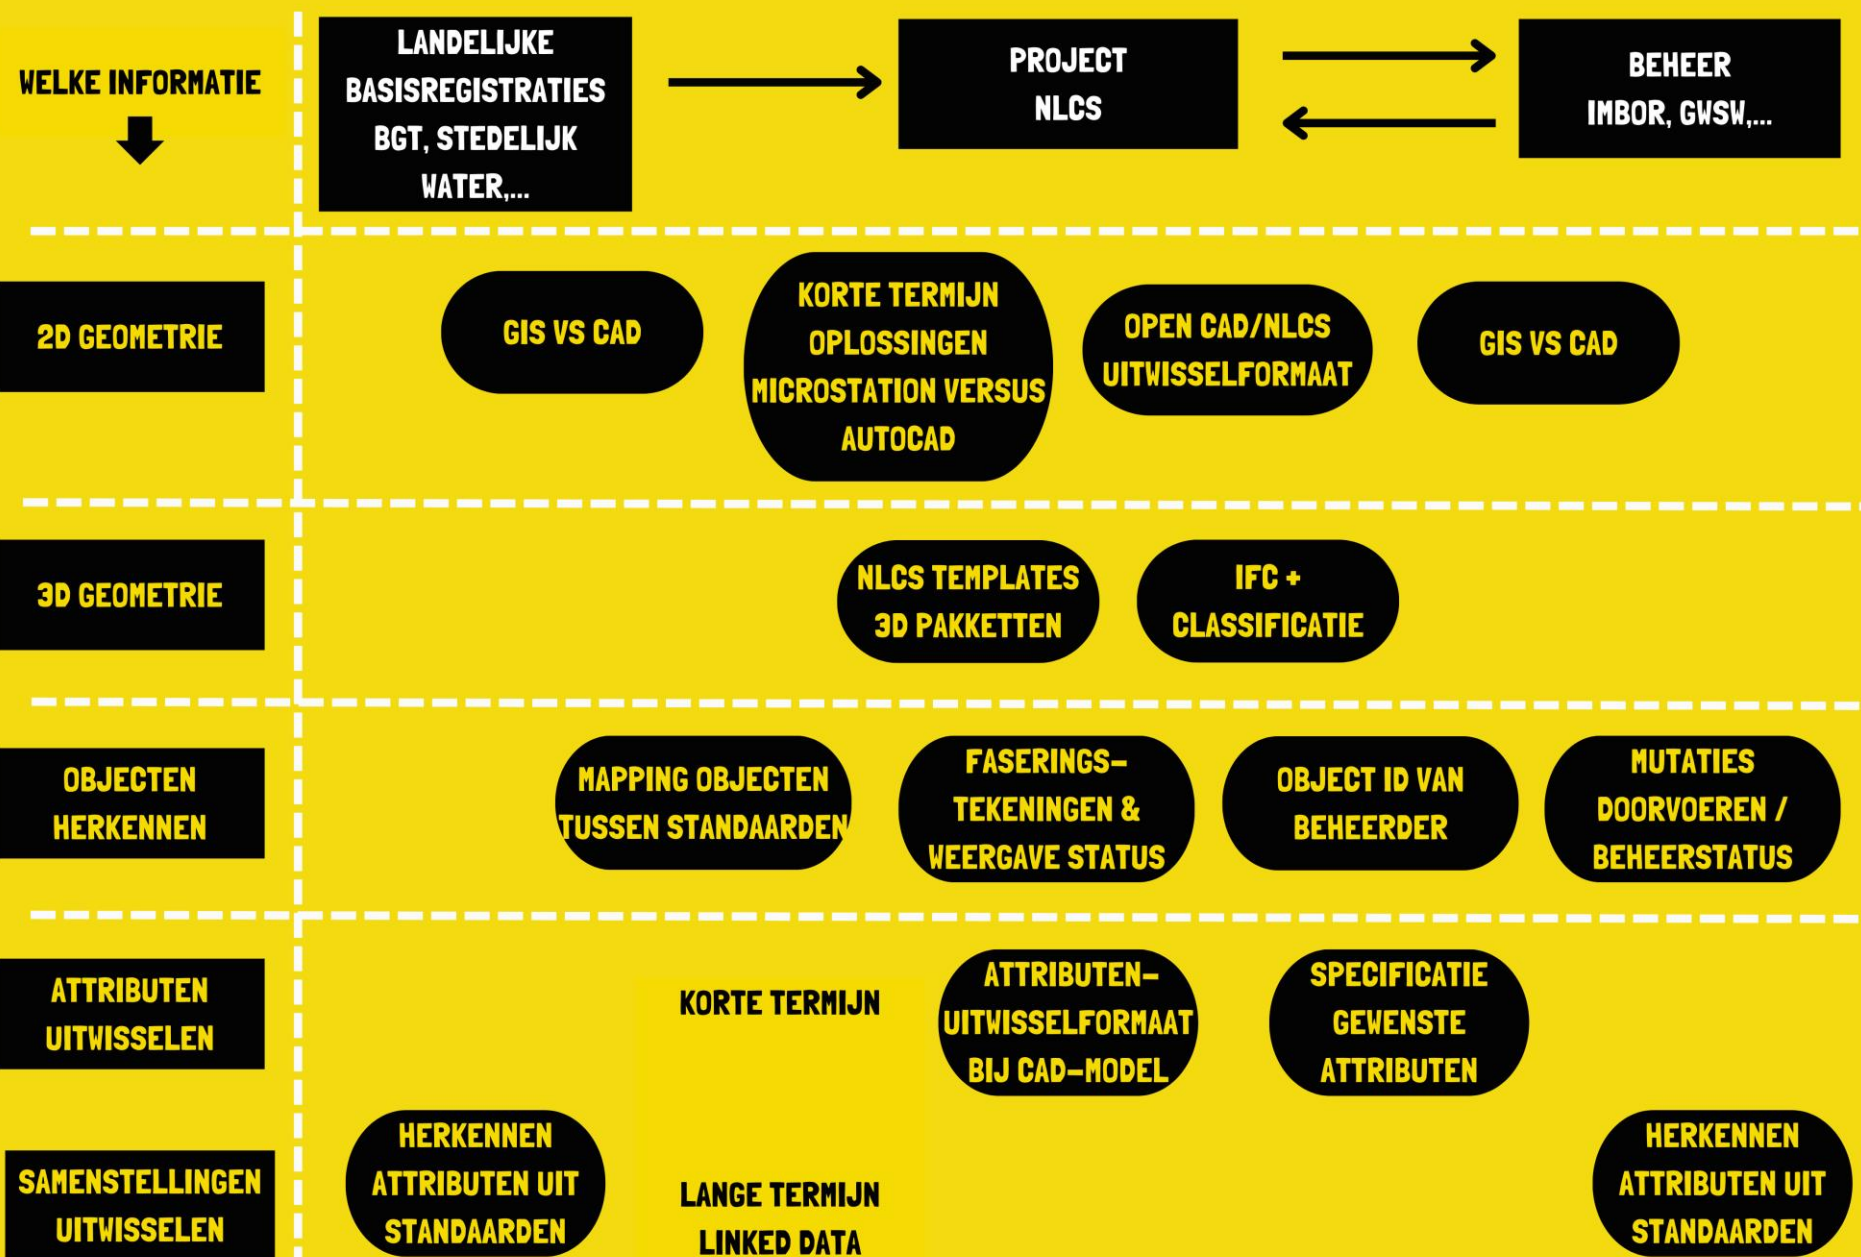 WELKE INFORMATIE
LANDELIJKE
BASISREGISTRATIES
BGT, STEDELIJK
WATER,...
PROJECT
NLCS
BEHEER
IMBOR, GWSW,...
2D GEOMETRIE
GIS VS CAD
KORTE TERMIJN
OPLOSSINGEN
MICROSTATION VERSUS
AUTOCAD
OPEN CAD/NLCS
UITWISSELFORMAAT
GIS VS CAD
3D GEOMETRIE
NLCS TEMPLATES
3D PAKKETTEN
IFC +
CLASSIFICATIE
OBJECTEN
HERKENNEN
MAPPING OBJECTEN
TUSSEN STANDAARDEN
FASERINGS-
TEKENINGEN &
WEERGAVE STATUS
OBJECT ID VAN
BEHEERDER
MUTATIES
DOORVOEREN /
BEHEERSTATUS
ATTRIBUTEN
UITWISSELEN
KORTE TERMIJN
ATTRIBUTEN-
UITWISSELFORMAAT
BIJ CAD-MODEL
SPECIFICATIE
GEWENSTE
ATTRIBUTEN
SAMENSTELLINGEN
UITWISSELEN
HERKENNEN
ATTRIBUTEN UIT
STANDAARDEN
LANGE TERMIJN
LINKED DATA
HERKENNEN
ATTRIBUTEN UIT
STANDAARDEN